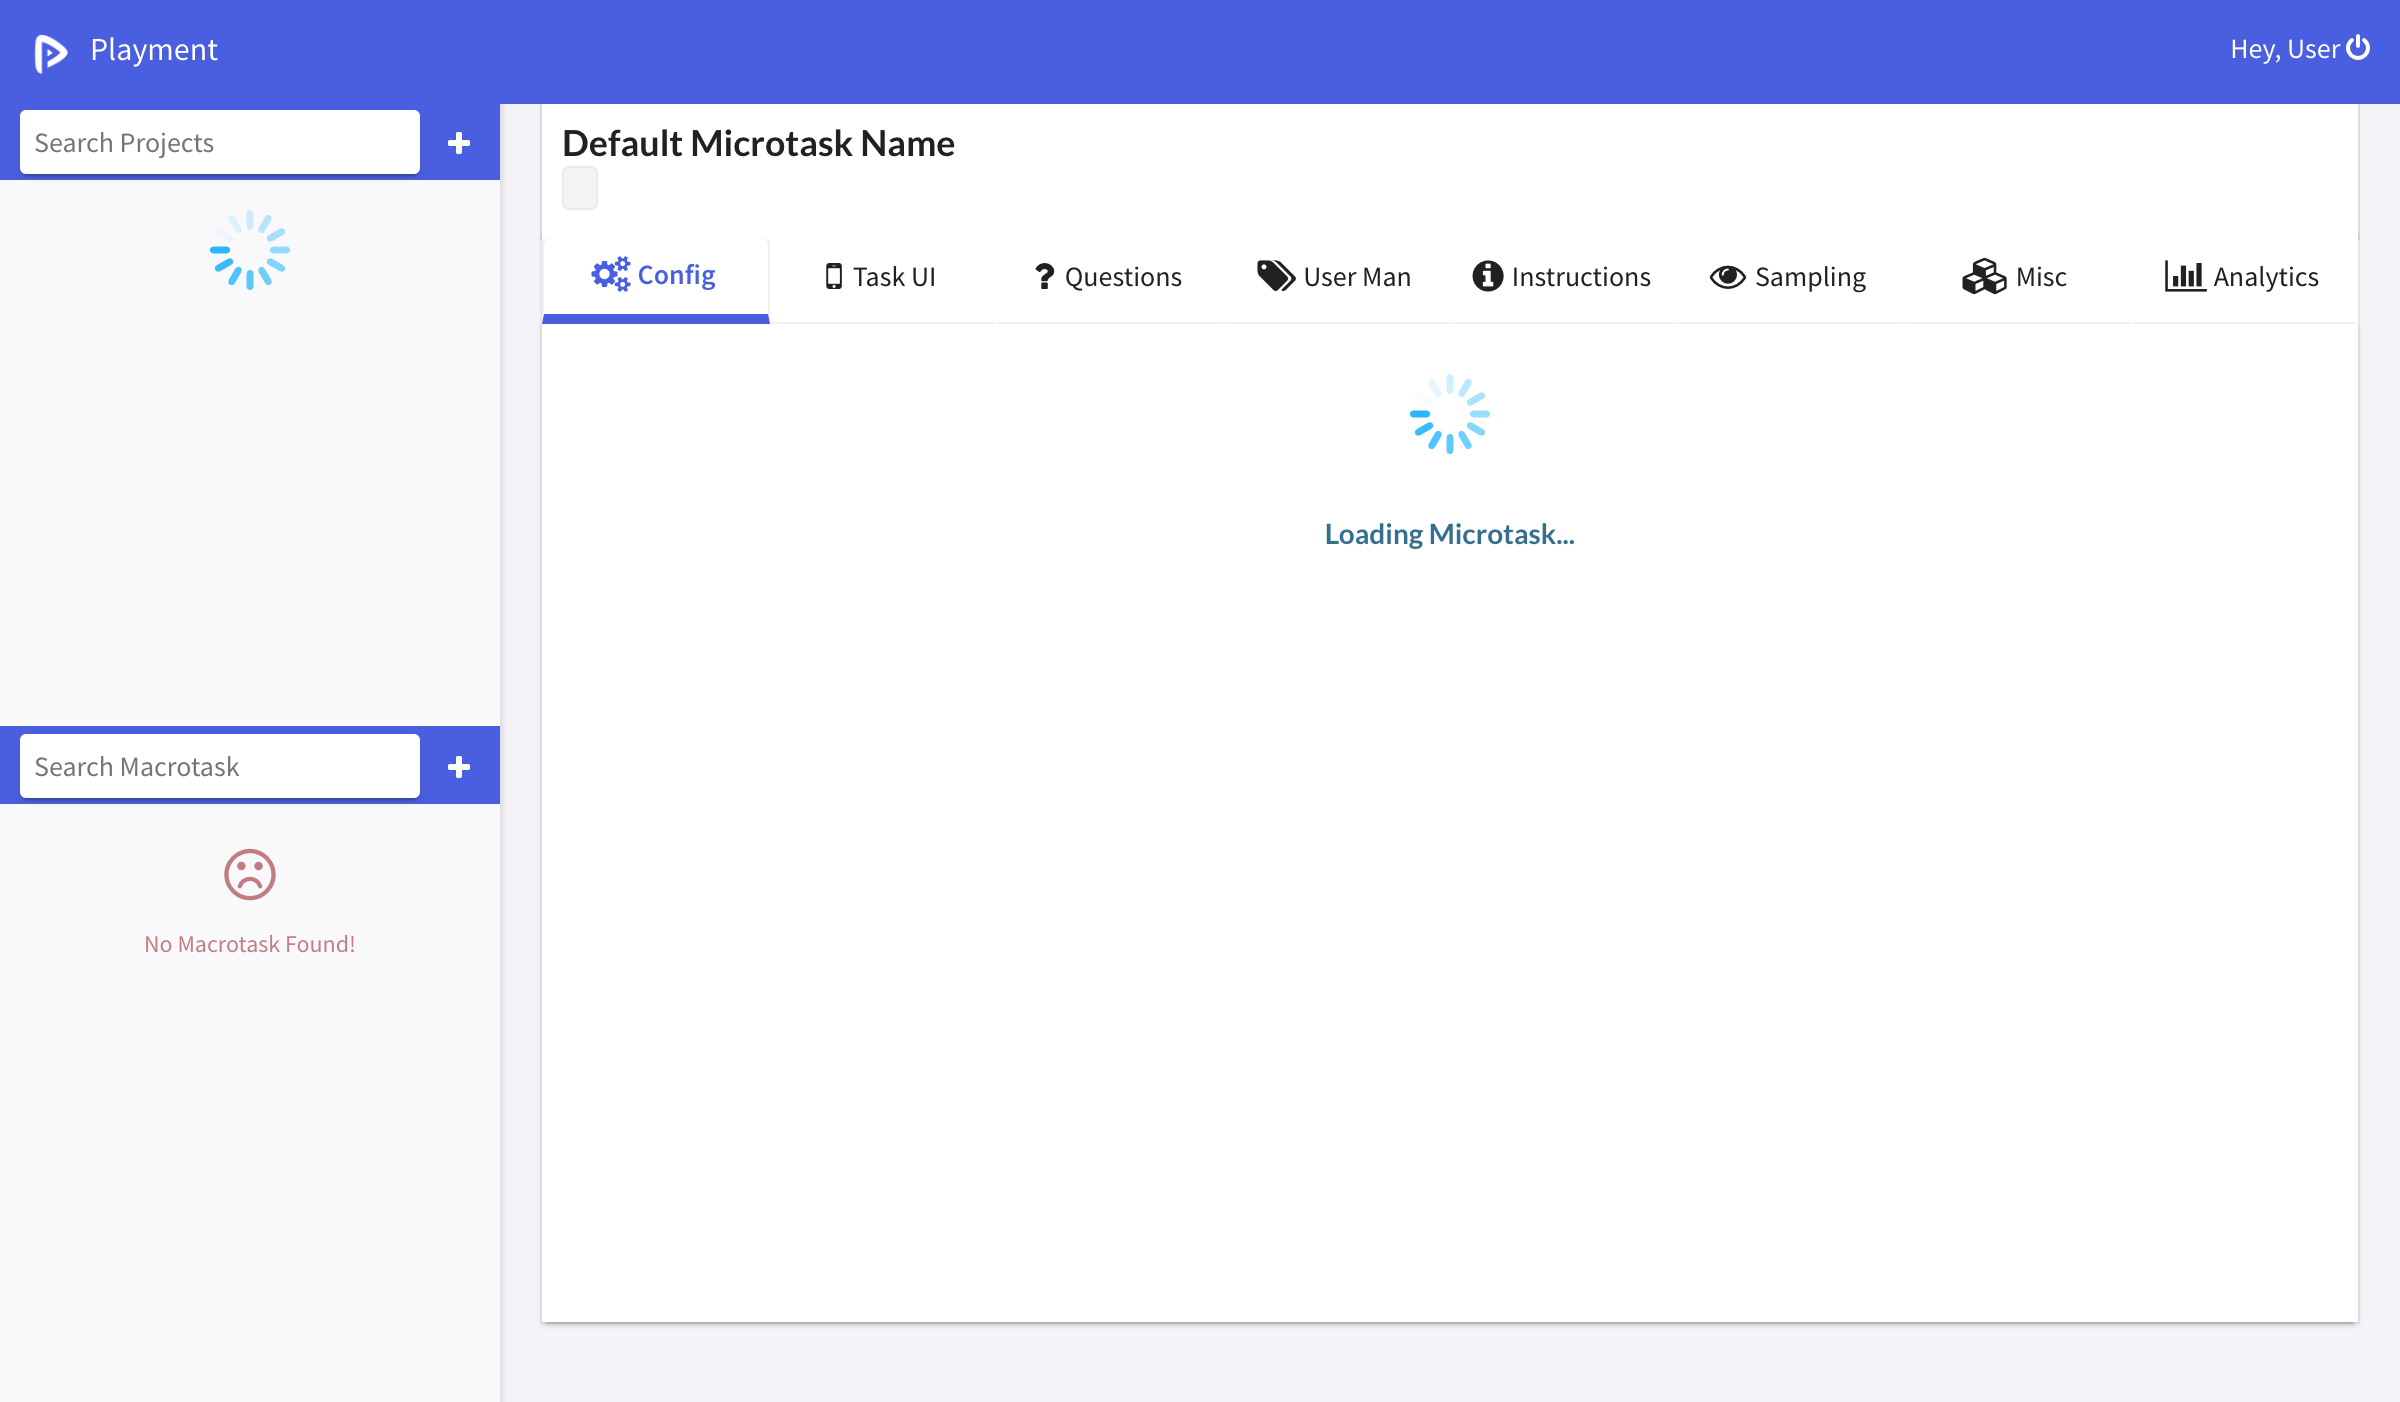 Playment
Hey, User
Search Projects
Default Microtask Name
Config
Task UI
Questions
User Man
Instructions
Sampling
Misc
Analytics
Loading Microtask...
Search Macrotask
No Macrotask Found!